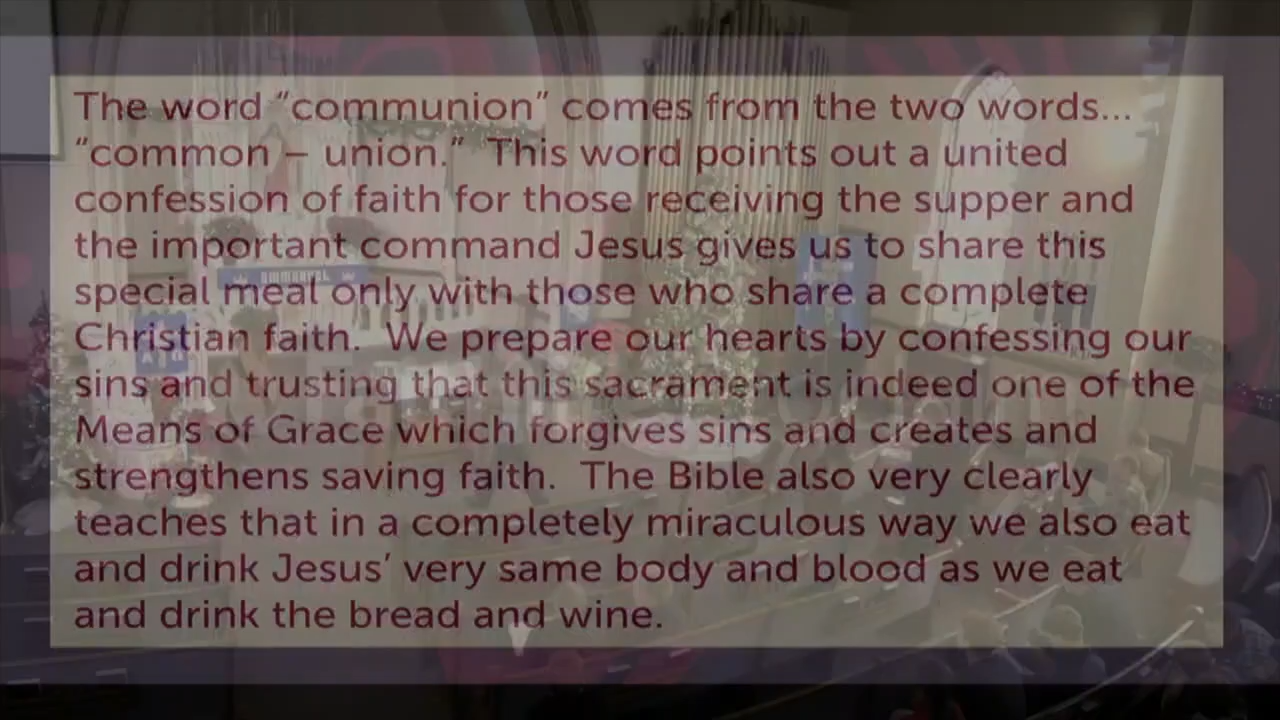 The word “communion” comes from the two words...
“common – union.”  This word points out a united
confession of faith for those receiving the supper and
the important command Jesus gives us to share this
special meal only with those who share a complete
Christian faith.  We prepare our hearts by confessing our
sins and trusting that this sacrament is indeed one of the
Means of Grace which forgives sins and creates and
strengthens saving faith.  The Bible also very clearly
teaches that in a completely miraculous way we also eat
and drink Jesus’ very same body and blood as we eat
and drink the bread and wine.
EMMANUEL